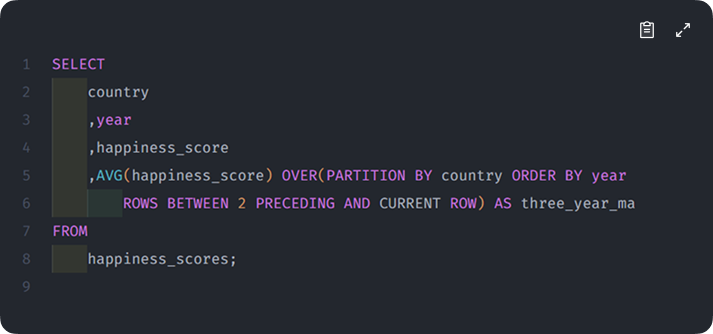 1 SELECT
2 country
3 ,year
4 ,happiness_score
5 ,AVG(happiness_score) OVER(PARTITION BY country ORDER BY year
6 ROWS BETWEEN 2 PRECEDING AND CURRENT ROW) AS three_year_ma
7 FROM
8 happiness_scores;
9